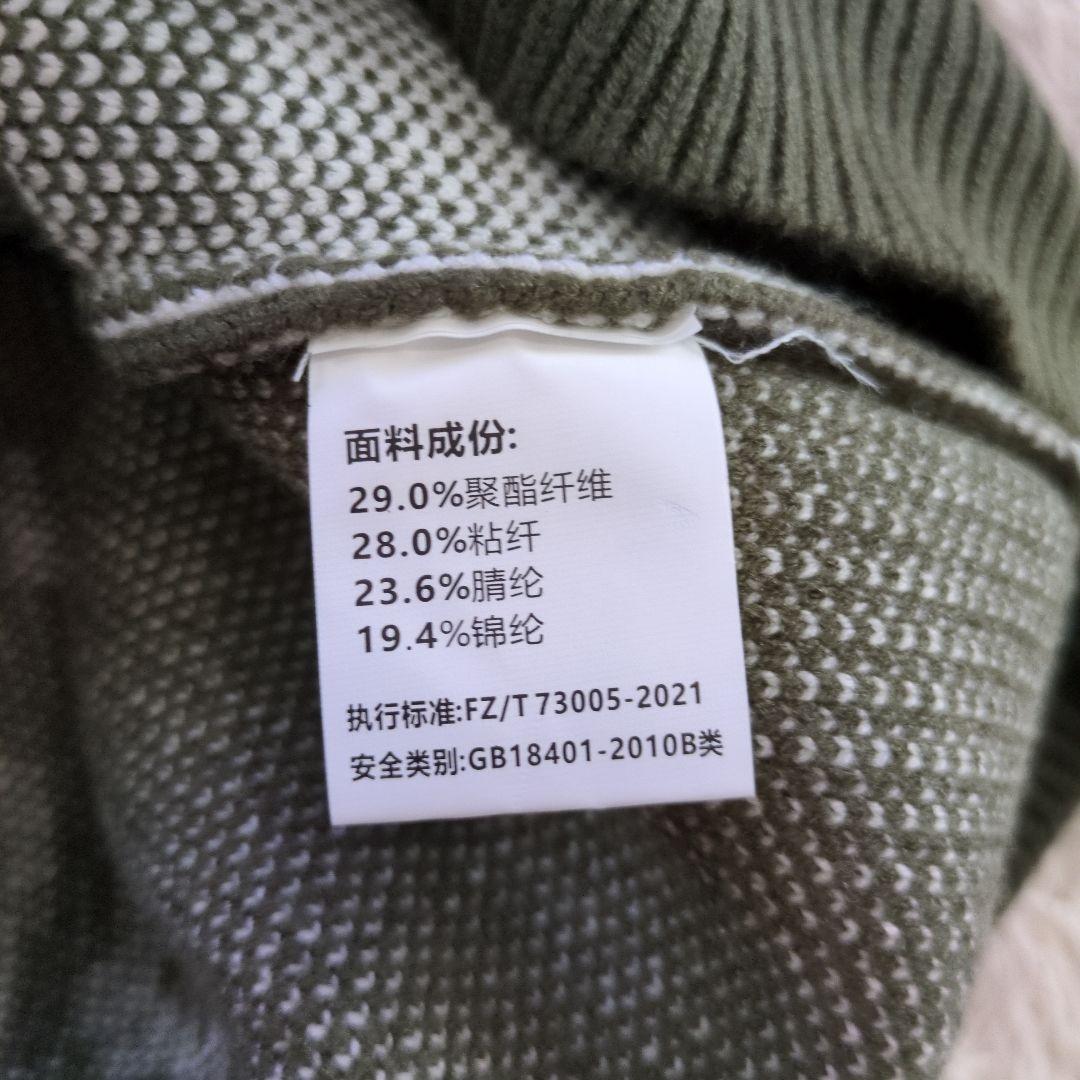 面料成份:
29.0%聚酯纤维
28.0%粘纤
23.6%腈纶
19.4%锦纶
执行标准:FZ/T 73005-2021
安全类别:GB18401-2010B类